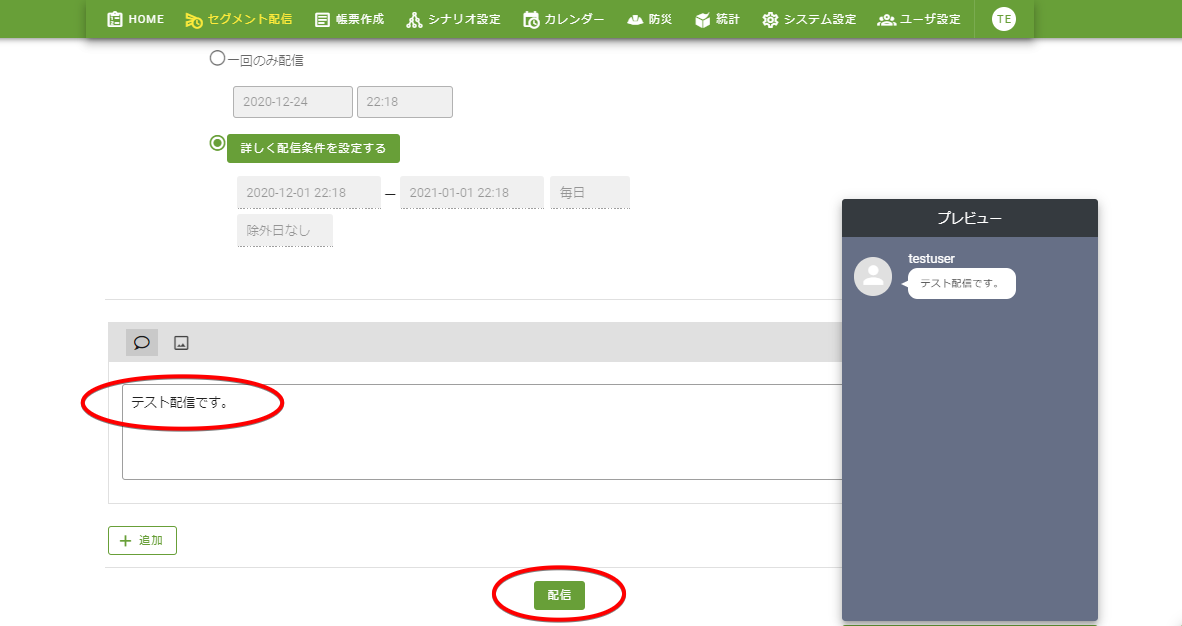 HOME セグメント配信 帳票作成 シナリオ設定 カレンダー 防災 統計 システム設定 ユーザ設定 TE
一回のみ配信
2020-12-24 22:18
詳しく配信条件を設定する
2020-12-01 22:18 — 2021-01-01 22:18 毎日
除外日なし
プレビュー
testuser
テスト配信です。
テスト配信です。
+ 追加
配信